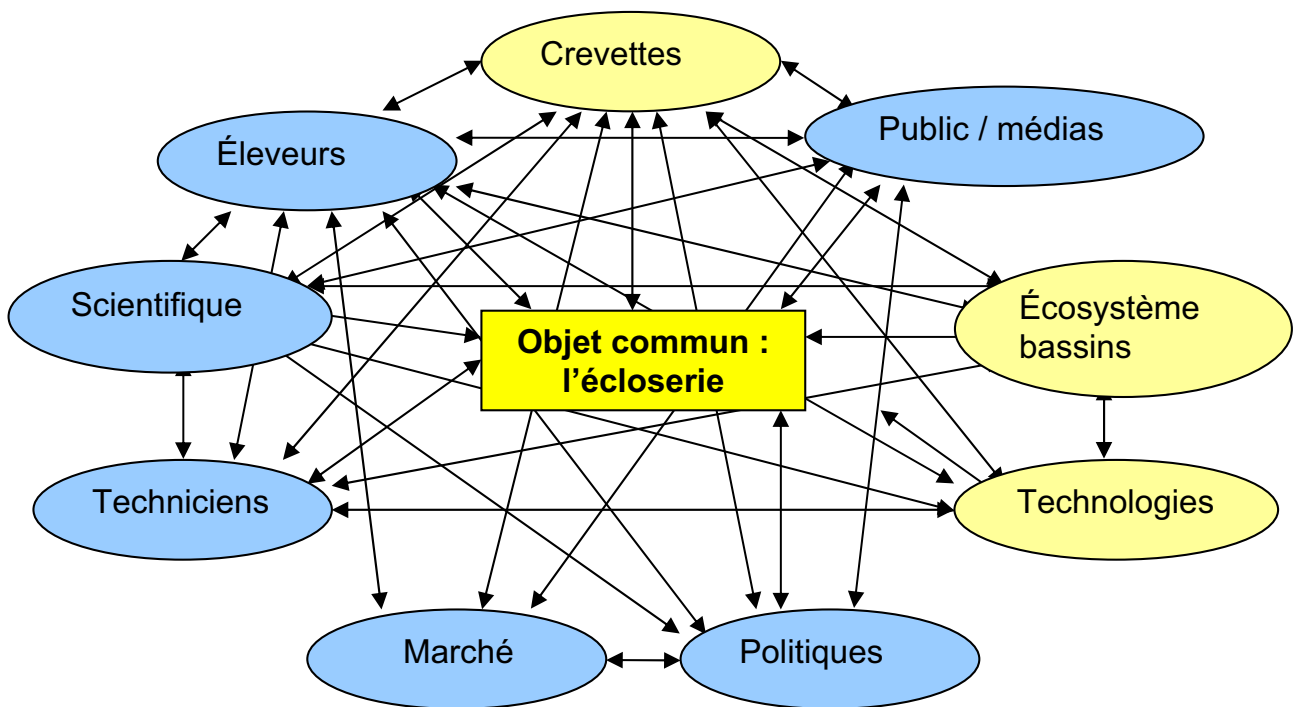 Crevettes
Public / médias
Éleveurs
Scientifique
Écosystème
bassins
Objet commun :
l'écloserie
Techniciens
Technologies
Marché
Politiques